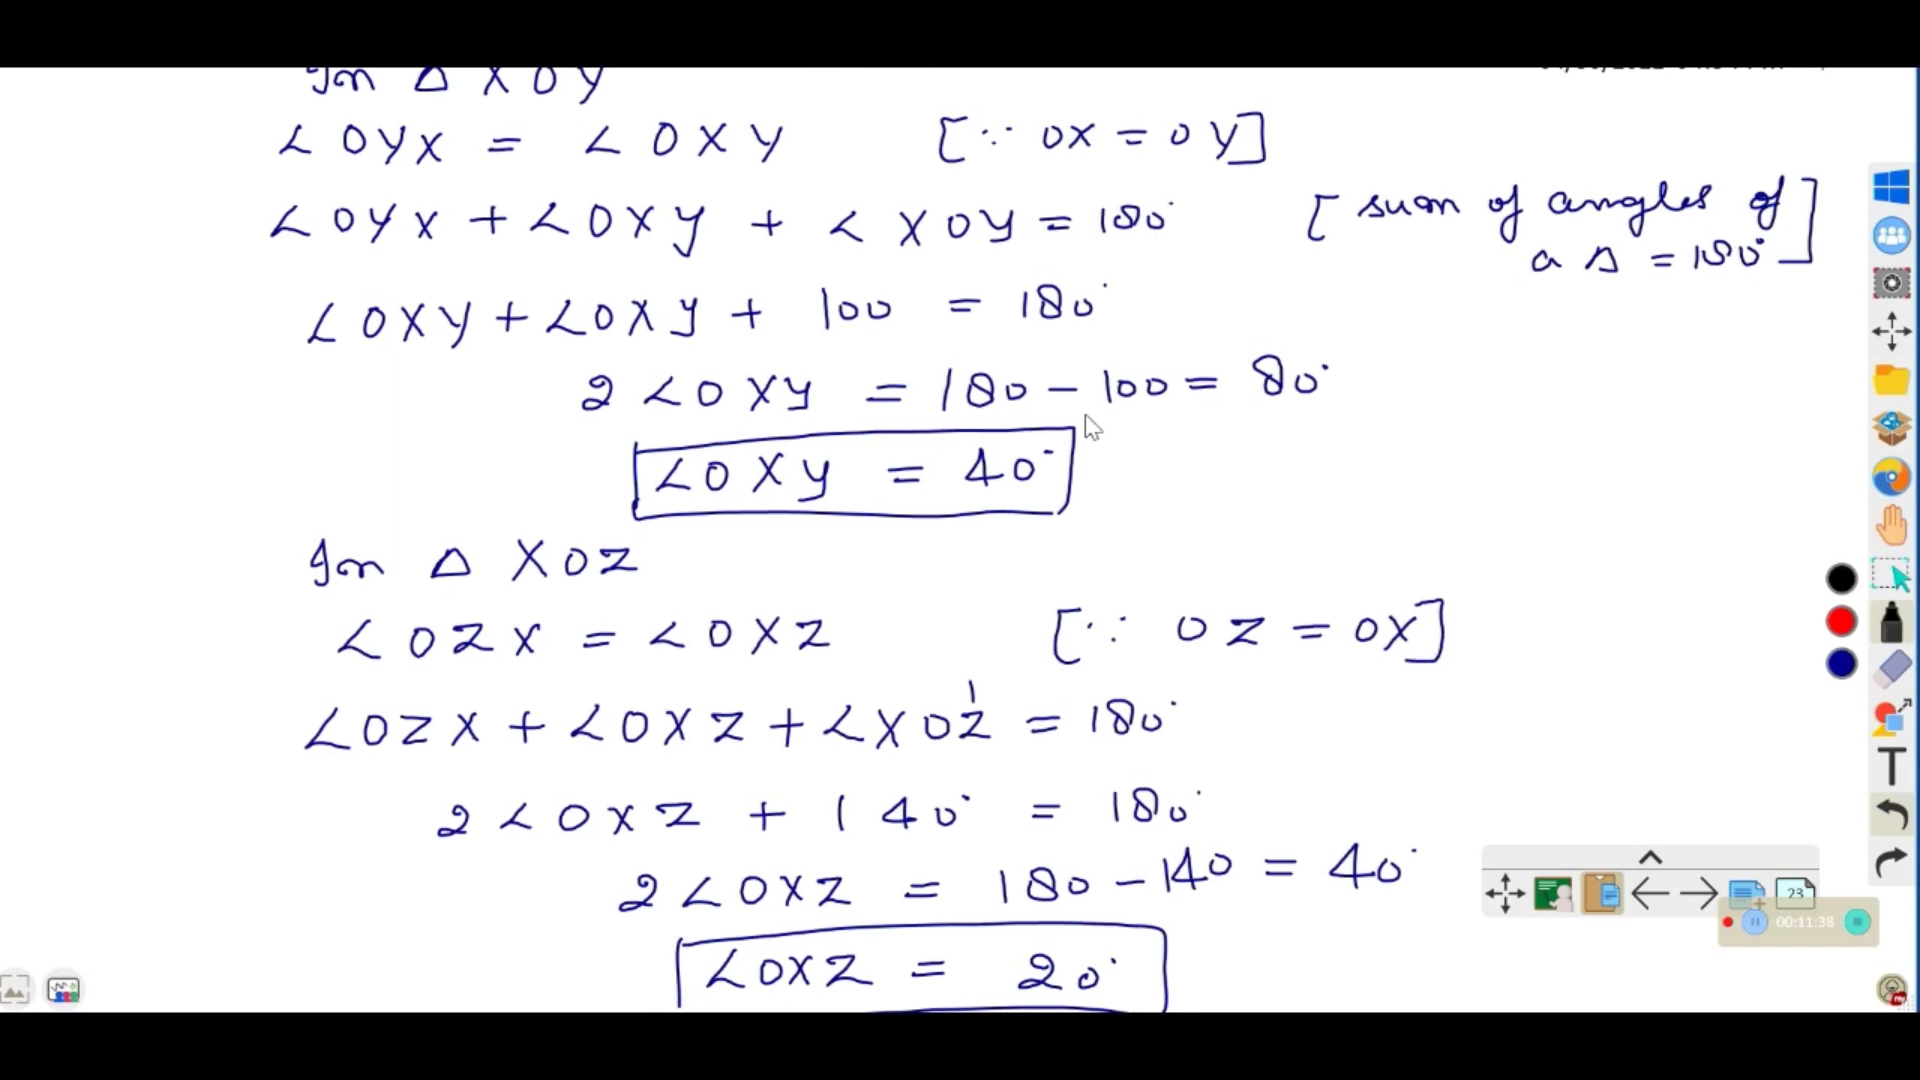 In Δ XOY
∠OYX = ∠OXY [∵ OX = OY]
∠OYX + ∠OXY + ∠XOY = 180° [sum of angles of a Δ = 180°]
∠OXY + ∠OXY + 100 = 180°
2∠OXY = 180 - 100 = 80°
∠OXY = 40°
In Δ XOZ
∠OZX = ∠OXZ [∵ OZ = OX]
∠OZX + ∠OXZ + ∠XOZ = 180°
2∠OXZ + 140° = 180°
2∠OXZ = 180 - 140 = 40°
∠OXZ = 20°
T
23
00:11:38